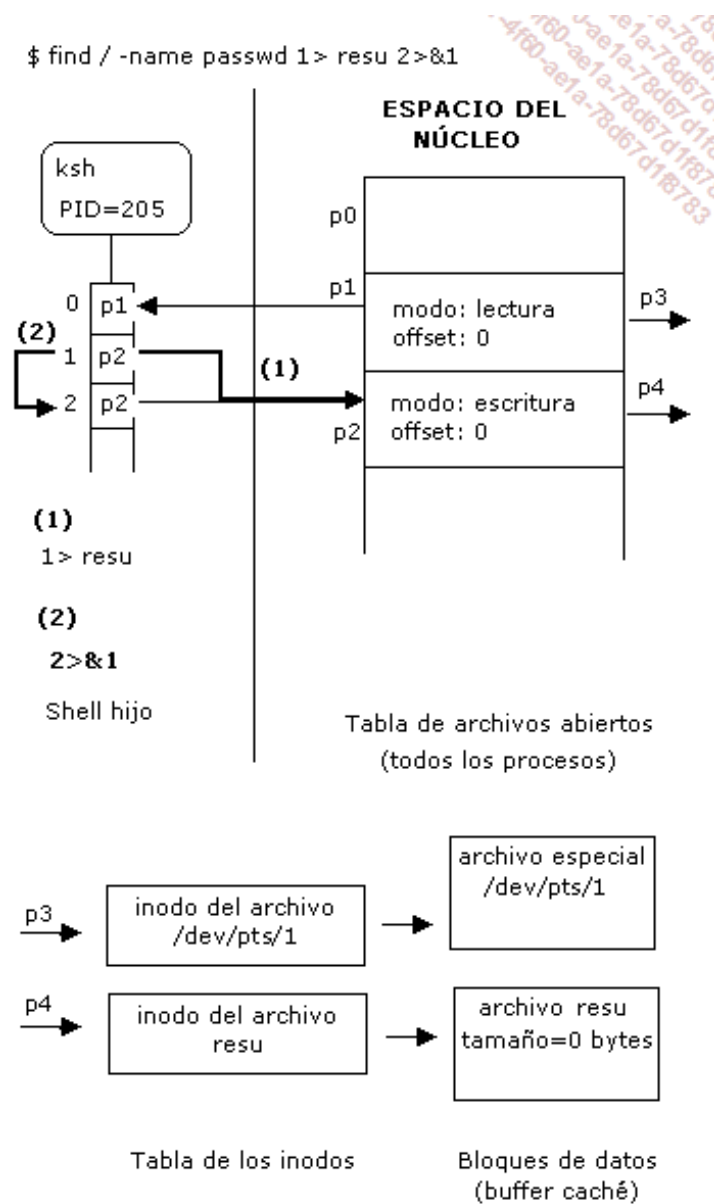 $ find / -name passwd 1> resu 2>&1
ESPACIO DEL
NÚCLEO
ksh
PID=205
p0
p1
modo: lectura
offset: 0
p3
0 p1
(2)
1 p2
(1)
2 p2
modo: escritura
offset: 0
p4
p2
(1)
1> resu
(2)
2>&1
Shell hijo
Tabla de archivos abiertos
(todos los procesos)
p3
inodo del archivo
/dev/pts/1
archivo especial
/dev/pts/1
p4
inodo del archivo
resu
archivo resu
tamaño=0 bytes
Tabla de los inodos
Bloques de datos
(buffer caché)